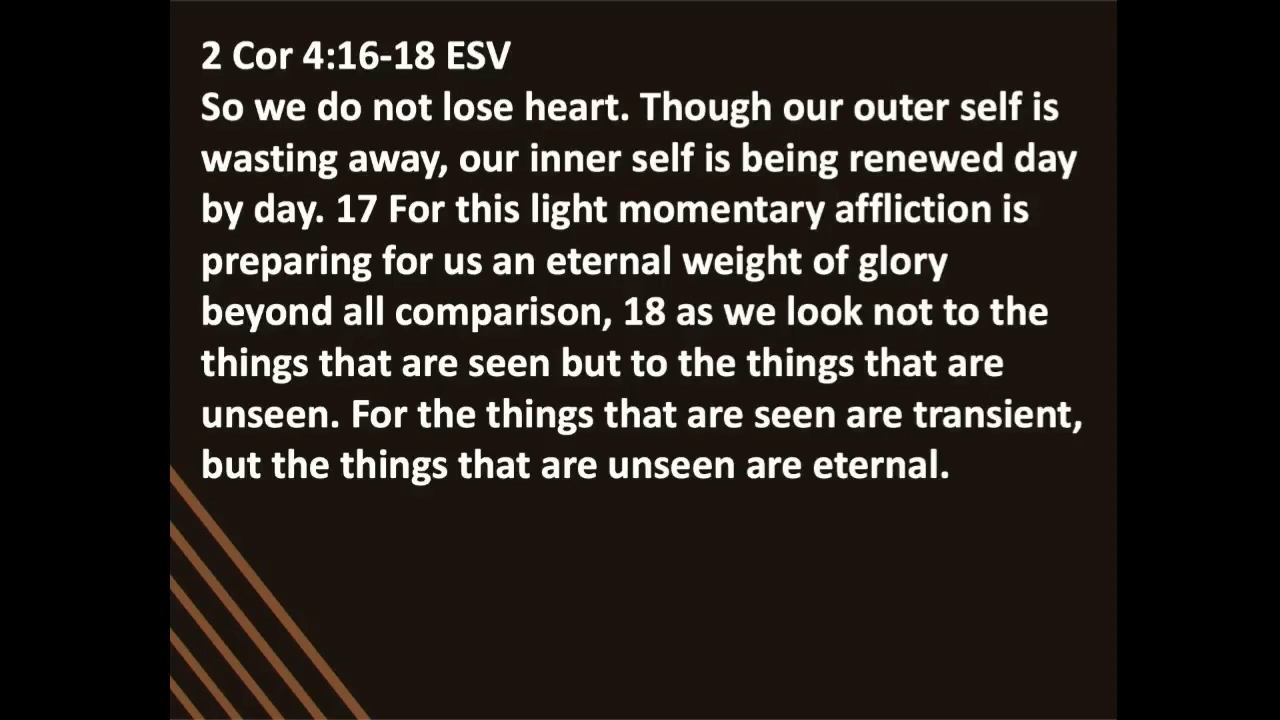 2 Cor 4:16-18 ESV
So we do not lose heart. Though our outer self is
wasting away, our inner self is being renewed day
by day. 17 For this light momentary affliction is
preparing for us an eternal weight of glory
beyond all comparison, 18 as we look not to the
things that are seen but to the things that are
unseen. For the things that are seen are transient,
but the things that are unseen are eternal.